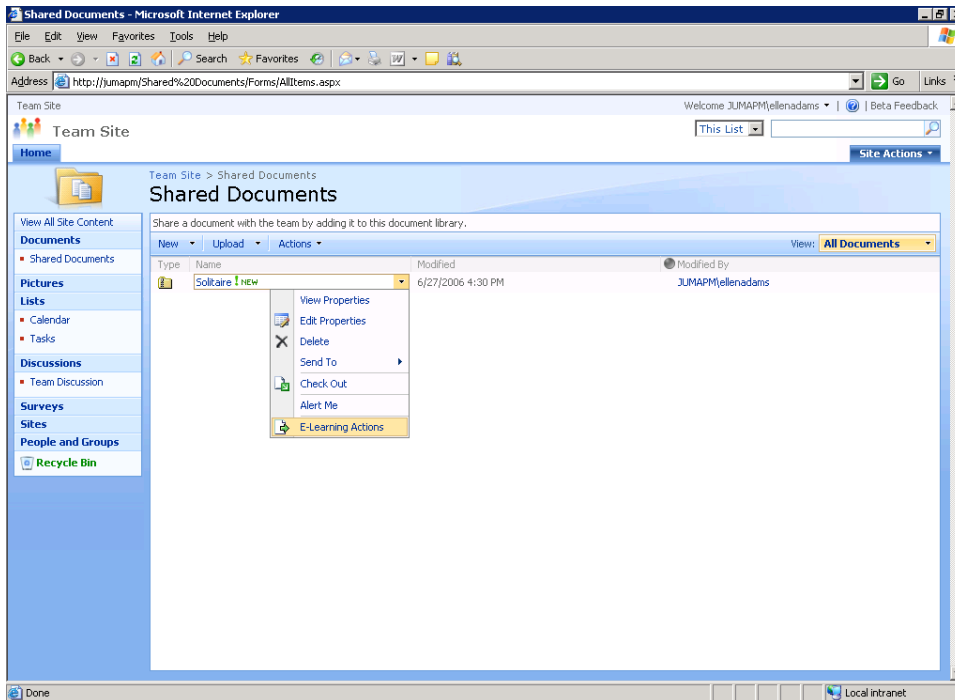 Shared Documents - Microsoft Internet Explorer
File Edit View Favorites Tools Help
Back Search Favorites
Address http://jumapm/Shared%20Documents/Forms/AllItems.aspx Go Links
Team Site Welcome JUMAPM\ellenadams | Beta Feedback
Team Site This List
Home Site Actions
Team Site > Shared Documents
Shared Documents
View All Site Content Share a document with the team by adding it to this document library.
Documents New Upload Actions View: All Documents
Shared Documents Type Name Modified Modified By
Pictures Solitaire ! NEW 6/27/2006 4:30 PM JUMAPM\ellenadams
Lists View Properties
Calendar Edit Properties
Tasks Delete
Discussions Send To
Team Discussion Check Out
Surveys Alert Me
Sites E-Learning Actions
People and Groups
Recycle Bin
Done Local intranet